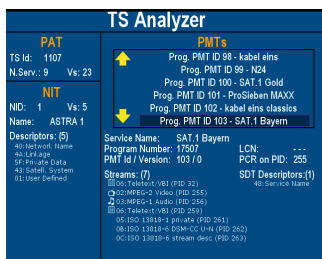 TS Analyzer
PAT
TS Id: 1107
N.Serv.: 9 Vs: 23
NIT
NID: 1 Vs: 5
Name: ASTRA 1
Descriptors: (5)
40:Network Name
4A:Linkage
5F:Private Data
43:Satell. System
01:User Defined
PMTs
Prog. PMT ID 98 - kabel eins
Prog. PMT ID 99 - N24
Prog. PMT ID 100 - SAT.1 Gold
Prog. PMT ID 101 - ProSieben MAXX
Prog. PMT ID 102 - kabel eins classics
Prog. PMT ID 103 - SAT.1 Bayern
Service Name: SAT.1 Bayern
Program Number: 17507 LCN: ---
PMT Id / Version: 103 / 0 PCR on PID: 255
Streams: (7) SDT Descriptors:(1)
06:Teletext/VBI (PID 32) 48:Service Name
02:MPEG-2 Video (PID 255)
03:MPEG-1 Audio (PID 256)
06:Teletext/VBI (PID 259)
05:ISO 13818-1 private (PID 261)
0B:ISO 13818-6 DSM-CC U-N (PID 262)
0C:ISO 13818-6 stream desc (PID 263)